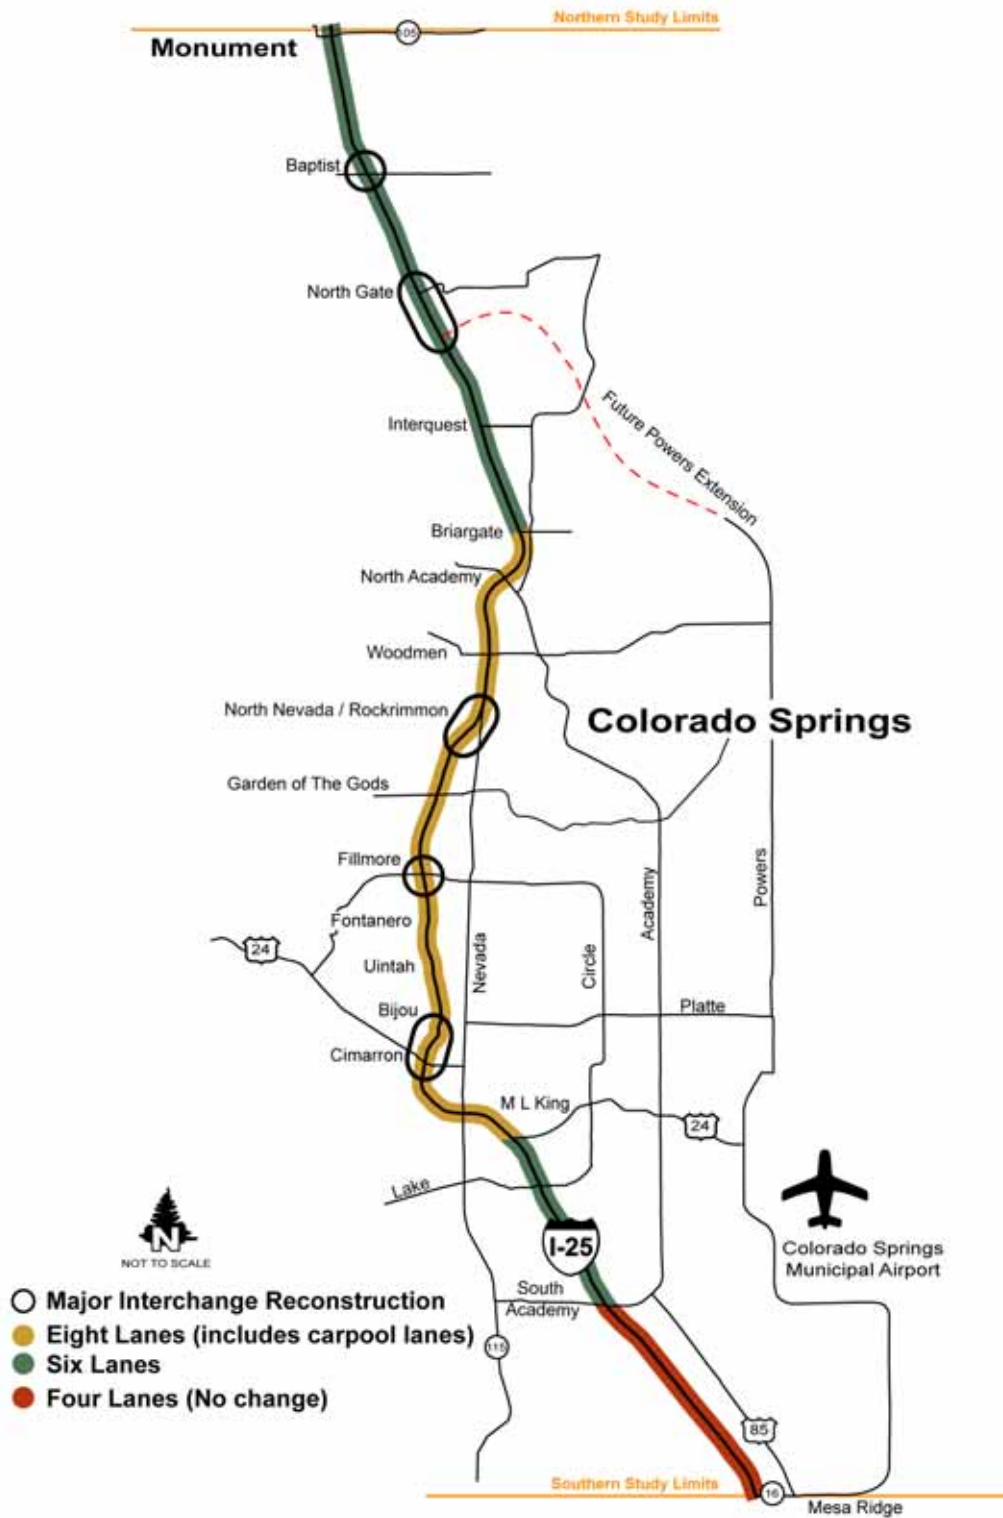 Northern Study Limits
105
Monument
Baptist
North Gate
Future Powers Extension
Interquest
Briargate
North Academy
Woodmen
North Nevada / Rockrimmon
Colorado Springs
Garden of The Gods
Fillmore
Academy
Powers
Fontanero
Nevada
Circle
24
Uintah
Bijou
Platte
Cimarron
M L King
24
Lake
N
NOT TO SCALE
I-25
Colorado Springs
Municipal Airport
South
Academy
Major Interchange Reconstruction
Eight Lanes (includes carpool lanes)
115
Six Lanes
Four Lanes (No change)
85
Southern Study Limits
16
Mesa Ridge